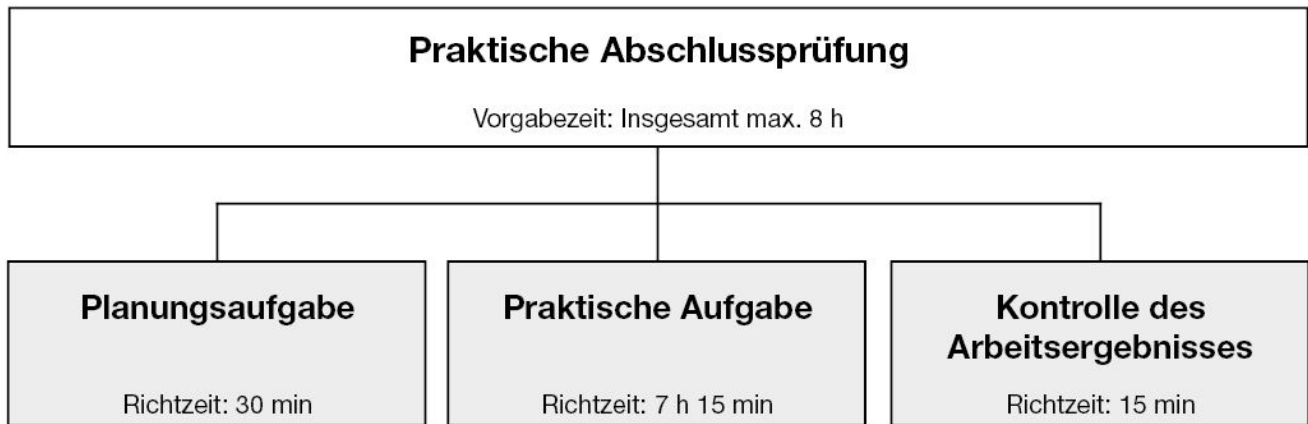 Praktische Abschlussprüfung
Vorgabezeit: Insgesamt max. 8 h
Planungsaufgabe
Richtzeit: 30 min
Praktische Aufgabe
Richtzeit: 7 h 15 min
Kontrolle des
Arbeitsergebnisses
Richtzeit: 15 min